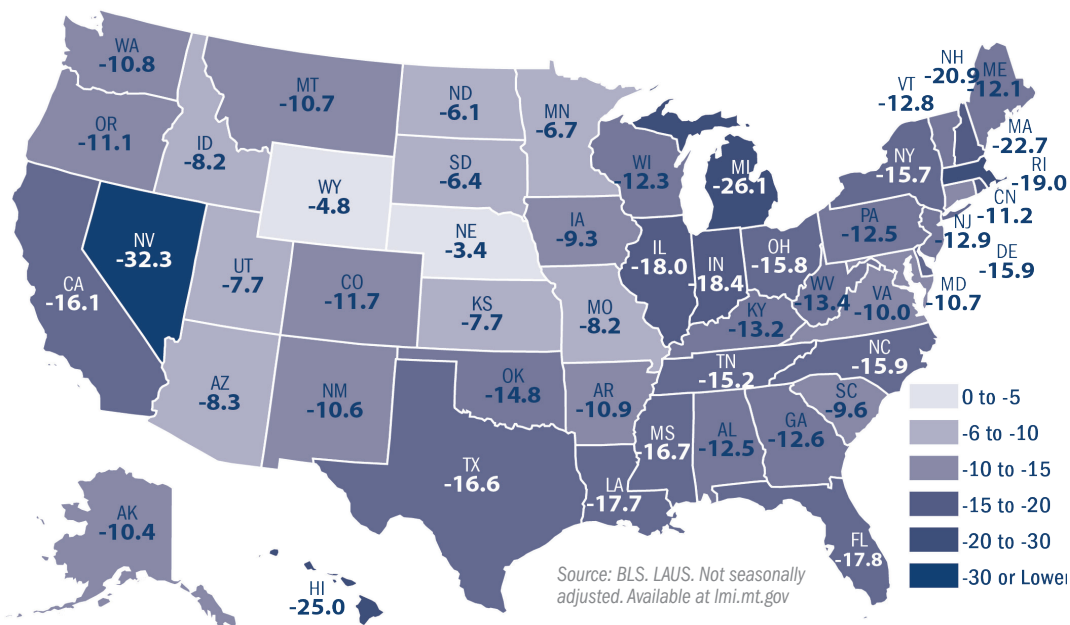 WA
-10.8
OR
-11.1
CA
-16.1
NV
-32.3
ID
-8.2
MT
-10.7
WY
-4.8
UT
-7.7
AZ
-8.3
CO
-11.7
NM
-10.6
ND
-6.1
SD
-6.4
NE
-3.4
KS
-7.7
OK
-14.8
TX
-16.6
MN
-6.7
IA
-9.3
MO
-8.2
AR
-10.9
LA
-17.7
WI
-12.3
IL
-18.0
MI
-26.1
IN
-18.4
OH
-15.8
KY
-13.2
TN
-15.2
MS
-16.7
AL
-12.5
GA
-12.6
FL
-17.8
SC
-9.6
NC
-15.9
VA
-10.0
WV
-13.4
PA
-12.5
NY
-15.7
VT
-12.8
NH
-20.9
ME
-12.1
MA
-22.7
RI
-19.0
CN
-11.2
NJ
-12.9
DE
-15.9
MD
-10.7
AK
-10.4
HI
-25.0
0 to -5
-6 to -10
-10 to -15
-15 to -20
-20 to -30
-30 or Lower
Source: BLS. LAUS. Not seasonally
adjusted. Available at lmi.mt.gov